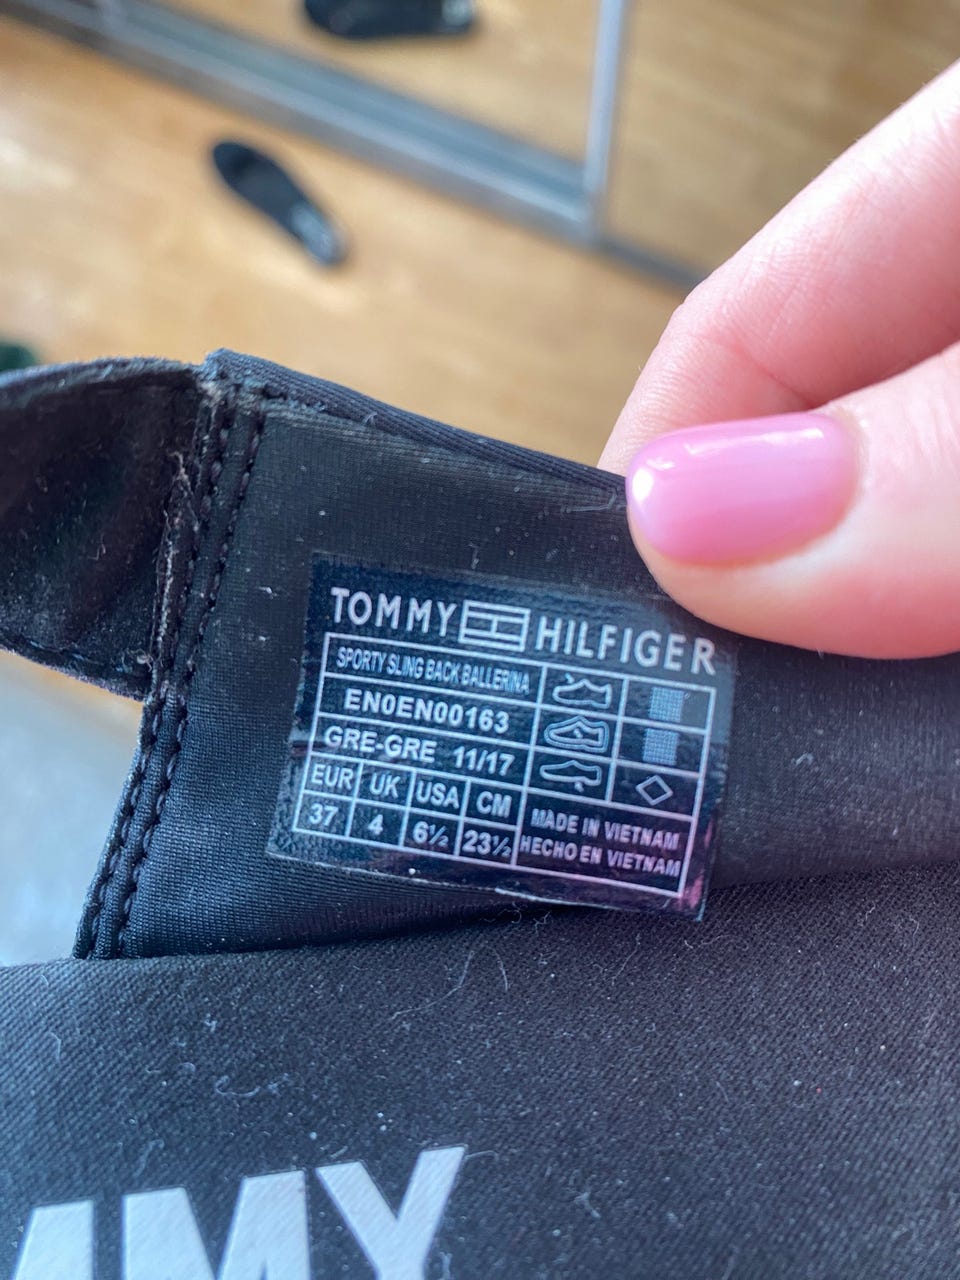 TOMMY HILFIGER
SPORTY SLING BACK BALLERINA
EN0EN00163
GRE-GRE 11/17
EUR UK USA CM
37 4 6½ 23½
MADE IN VIETNAM
HECHO EN VIETNAM
MMY